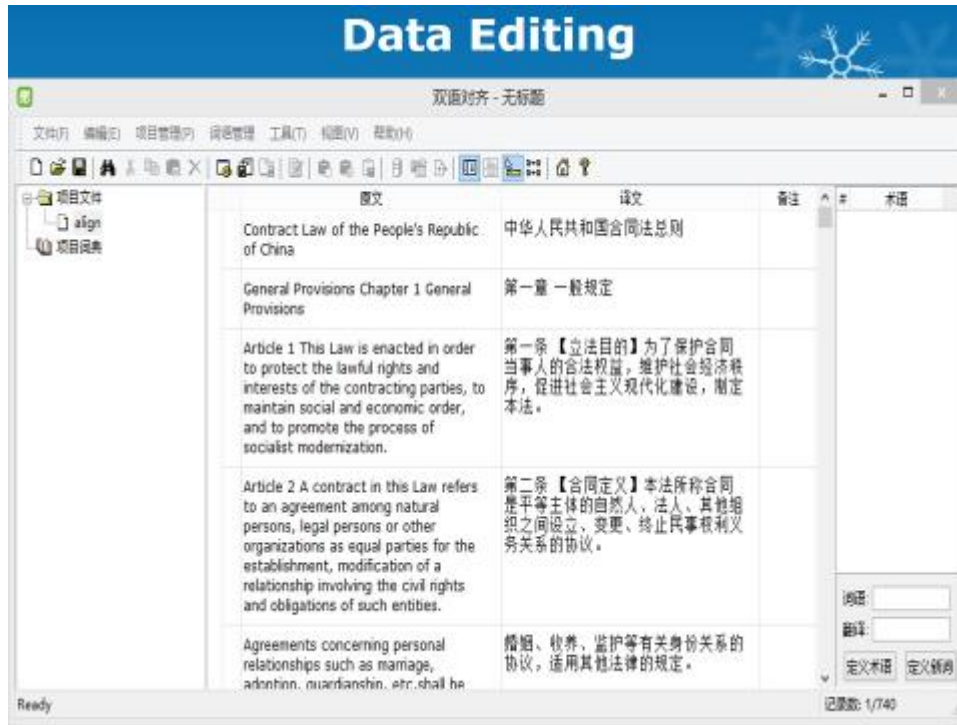 Data Editing
双语对齐 - 无标题
文件(F) 编辑(E) 项目管理(P) 词语管理 工具(T) 视图(V) 帮助(H)
项目文件
align
项目词典
原文 译文 备注 # 术语
Contract Law of the People's Republic
of China
中华人民共和国合同法总则
General Provisions Chapter 1 General
Provisions
第一章 一般规定
Article 1 This Law is enacted in order
to protect the lawful rights and
interests of the contracting parties, to
maintain social and economic order,
and to promote the process of
socialist modernization.
第一条 【立法目的】为了保护合同
当事人的合法权益，维护社会经济秩
序，促进社会主义现代化建设，制定
本法。
Article 2 A contract in this Law refers
to an agreement among natural
persons, legal persons or other
organizations as equal parties for the
establishment, modification of a
relationship involving the civil rights
and obligations of such entities.
第二条 【合同定义】本法所称合同
是平等主体的自然人、法人、其他组
织之间设立、变更、终止民事权利义
务关系的协议。
Agreements concerning personal
relationships such as marriage,
adoption, guardianship, etc.shall be
婚姻、收养、监护等有关身份关系的
协议，适用其他法律的规定。
词语:
翻译:
定义术语 定义新词
Ready 记录数: 1/740